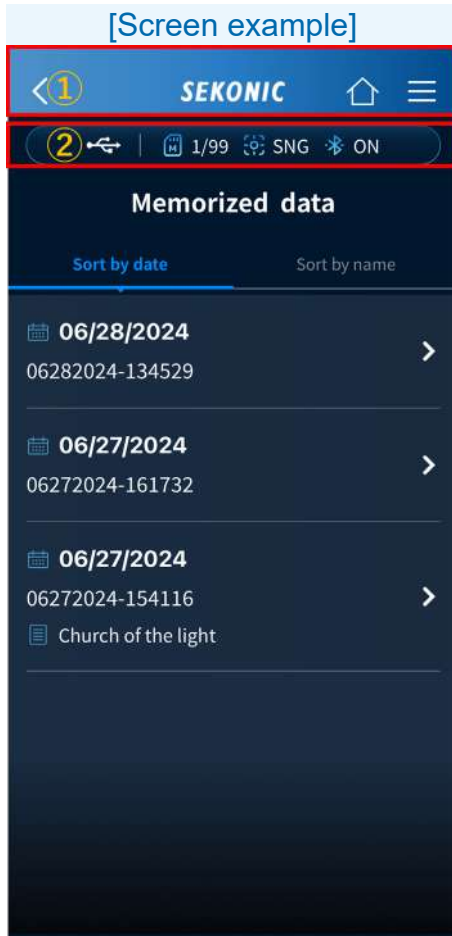 [Screen example]
① SEKONIC
② 1/99 SNG ON
Memorized data
Sort by date Sort by name
06/28/2024
06282024-134529
06/27/2024
06272024-161732
06/27/2024
06272024-154116
Church of the light